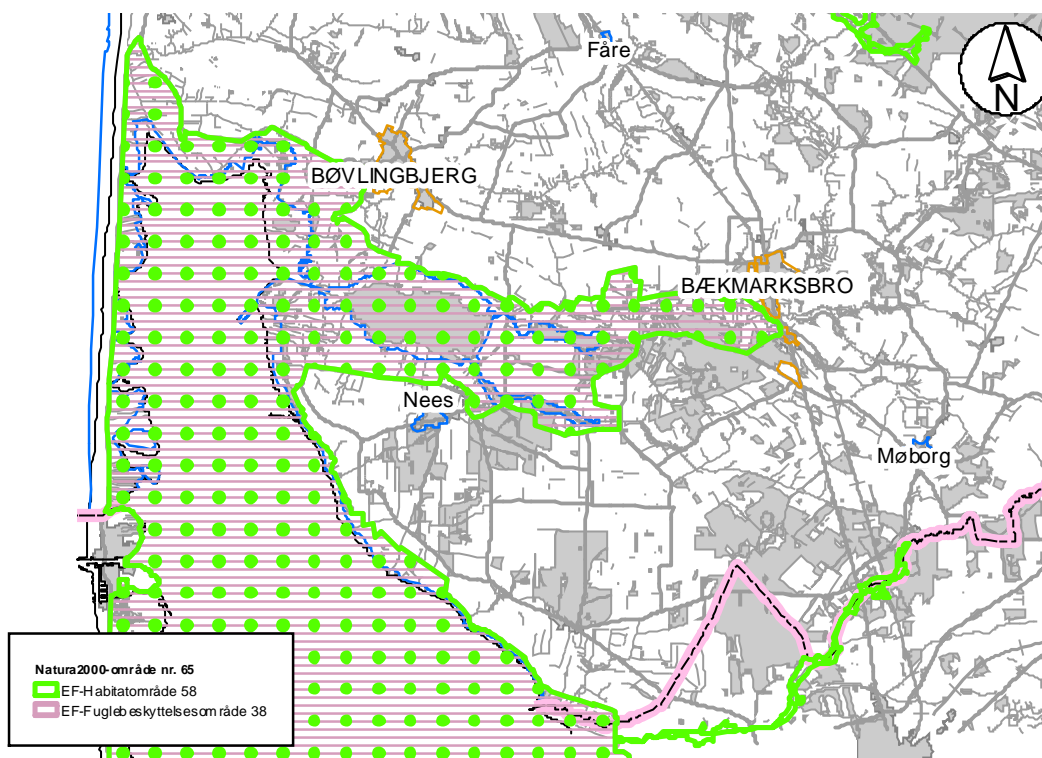 Fåre
N
BØVLINGBJERG
BÆKMARKSBRO
Nees
Møborg
Natura2000-område nr. 65
EF-Habitatområde 58
EF-Fuglebeskyttelsesområde 38